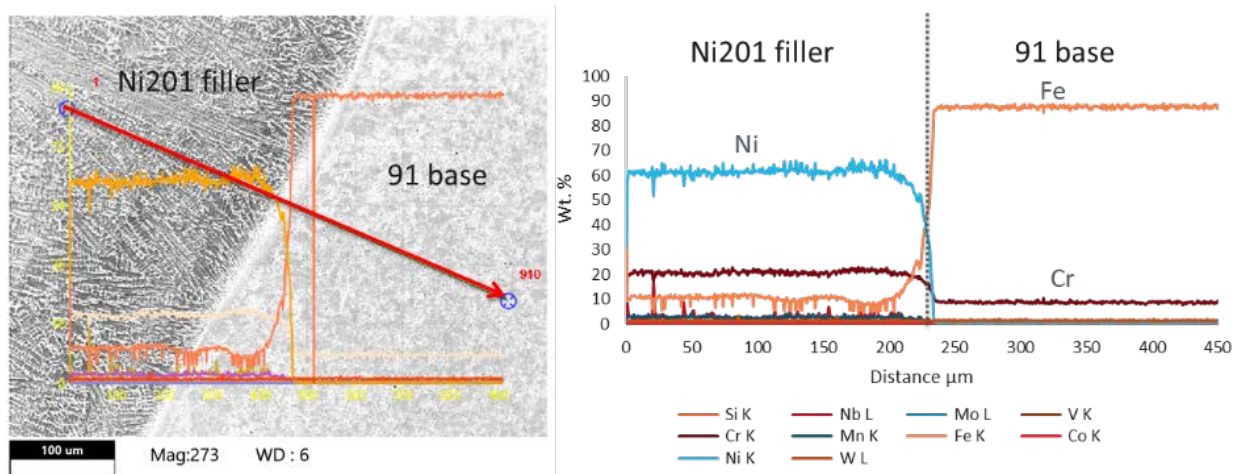 Ni201 filler
1
91 base
910
100 um
Mag:273 WD : 6
Ni201 filler 91 base
Wt. %
100
90
80
70
60
50
40
30
20
10
0
Ni
Fe
Cr
0 50 100 150 200 250 300 350 400 450
Distance µm
Si K Nb L Mo L V K
Cr K Mn K Fe K Co K
Ni K W L